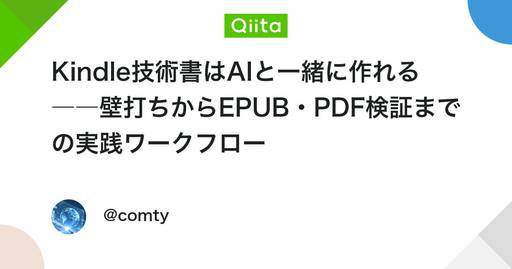 Qiita
Kindle技術書はAIと一緒に作れる
――壁打ちからEPUB・PDF検証まで
の実践ワークフロー
@comty